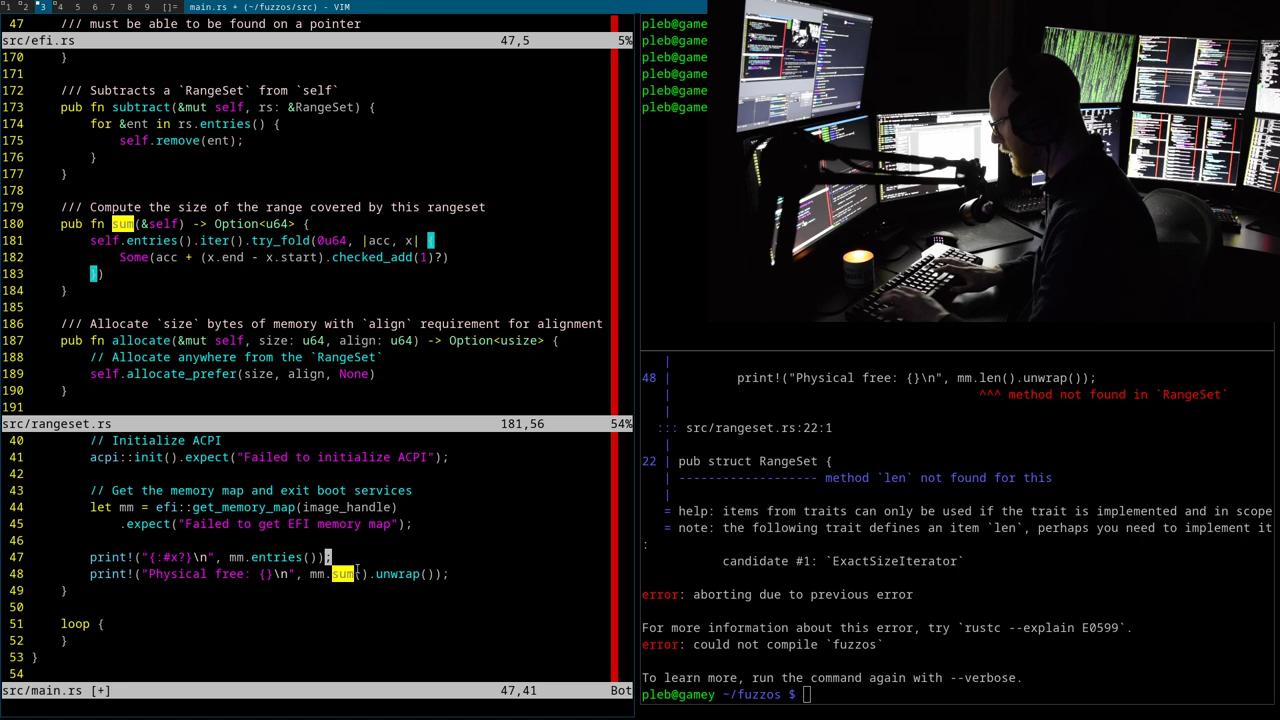 1 2 3 4 5 6 7 8 9 []= main.rs + (~/fuzzos/src) - VIM
47     /// must be able to be found on a pointer
src/efi.rs 47,5 5%
170     }
171
172     /// Subtracts a `RangeSet` from `self`
173     pub fn subtract(&mut self, rs: &RangeSet) {
174         for &ent in rs.entries() {
175             self.remove(ent);
176         }
177     }
178
179     /// Compute the size of the range covered by this rangeset
180     pub fn sum(&self) -> Option<u64> {
181         self.entries().iter().try_fold(0u64, |acc, x| {
182             Some(acc + (x.end - x.start).checked_add(1)?)
183         })
184     }
185
186     /// Allocate `size` bytes of memory with `align` requirement for alignment
187     pub fn allocate(&mut self, size: u64, align: u64) -> Option<usize> {
188         // Allocate anywhere from the `RangeSet`
189         self.allocate_prefer(size, align, None)
190     }
191
src/rangeset.rs 181,56 54%
40         // Initialize ACPI
41         acpi::init().expect("Failed to initialize ACPI");
42
43         // Get the memory map and exit boot services
44         let mm = efi::get_memory_map(image_handle)
45             .expect("Failed to get EFI memory map");
46
47         print!("{:#x?}\n", mm.entries());
48         print!("Physical free: {}\n", mm.sum().unwrap());
49     }
50
51     loop {
52     }
53 }
54
src/main.rs [+] 47,41 Bot
pleb@game
pleb@game
pleb@game
pleb@game
pleb@game
pleb@game
|
48 |         print!("Physical free: {}\n", mm.len().unwrap());
|                                          ^^^ method not found in `RangeSet`
|
::: src/rangeset.rs:22:1
|
22 | pub struct RangeSet {
| ------------------- method `len` not found for this
|
= help: items from traits can only be used if the trait is implemented and in scope
= note: the following trait defines an item `len`, perhaps you need to implement it
:
candidate #1: `ExactSizeIterator`
error: aborting due to previous error
For more information about this error, try `rustc --explain E0599`.
error: could not compile `fuzzos`
To learn more, run the command again with --verbose.
pleb@gamey ~/fuzzos $